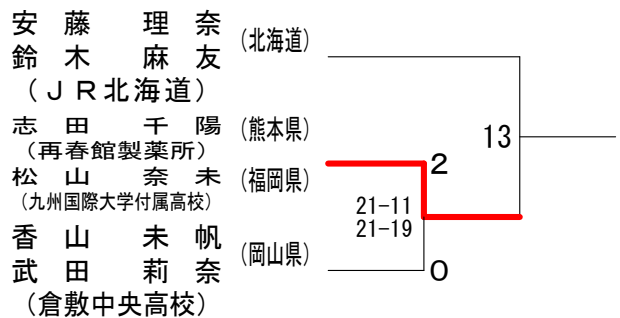 安藤 理奈 (北海道)
鈴木 麻友
(JR北海道)
志田 千陽 (熊本県)
(再春館製薬所)
松山 奈未 (福岡県)
(九州国際大学付属高校)
香山 未帆 (岡山県)
武田 莉奈
(倉敷中央高校)
2
21-11
21-19
0
13